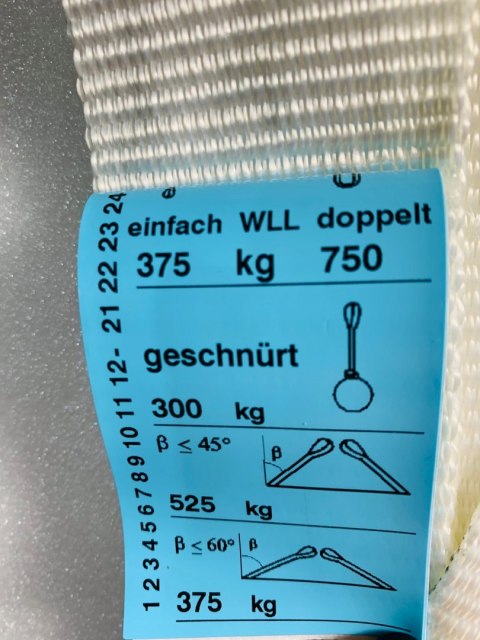 einfach WLL doppelt
375 kg 750
geschnürt
300 kg
β ≤ 45° β
525 kg
β ≤ 60° β
375 kg
1 2 3 4 5 6 7 8 9 10 11 12- 21 22 23 24